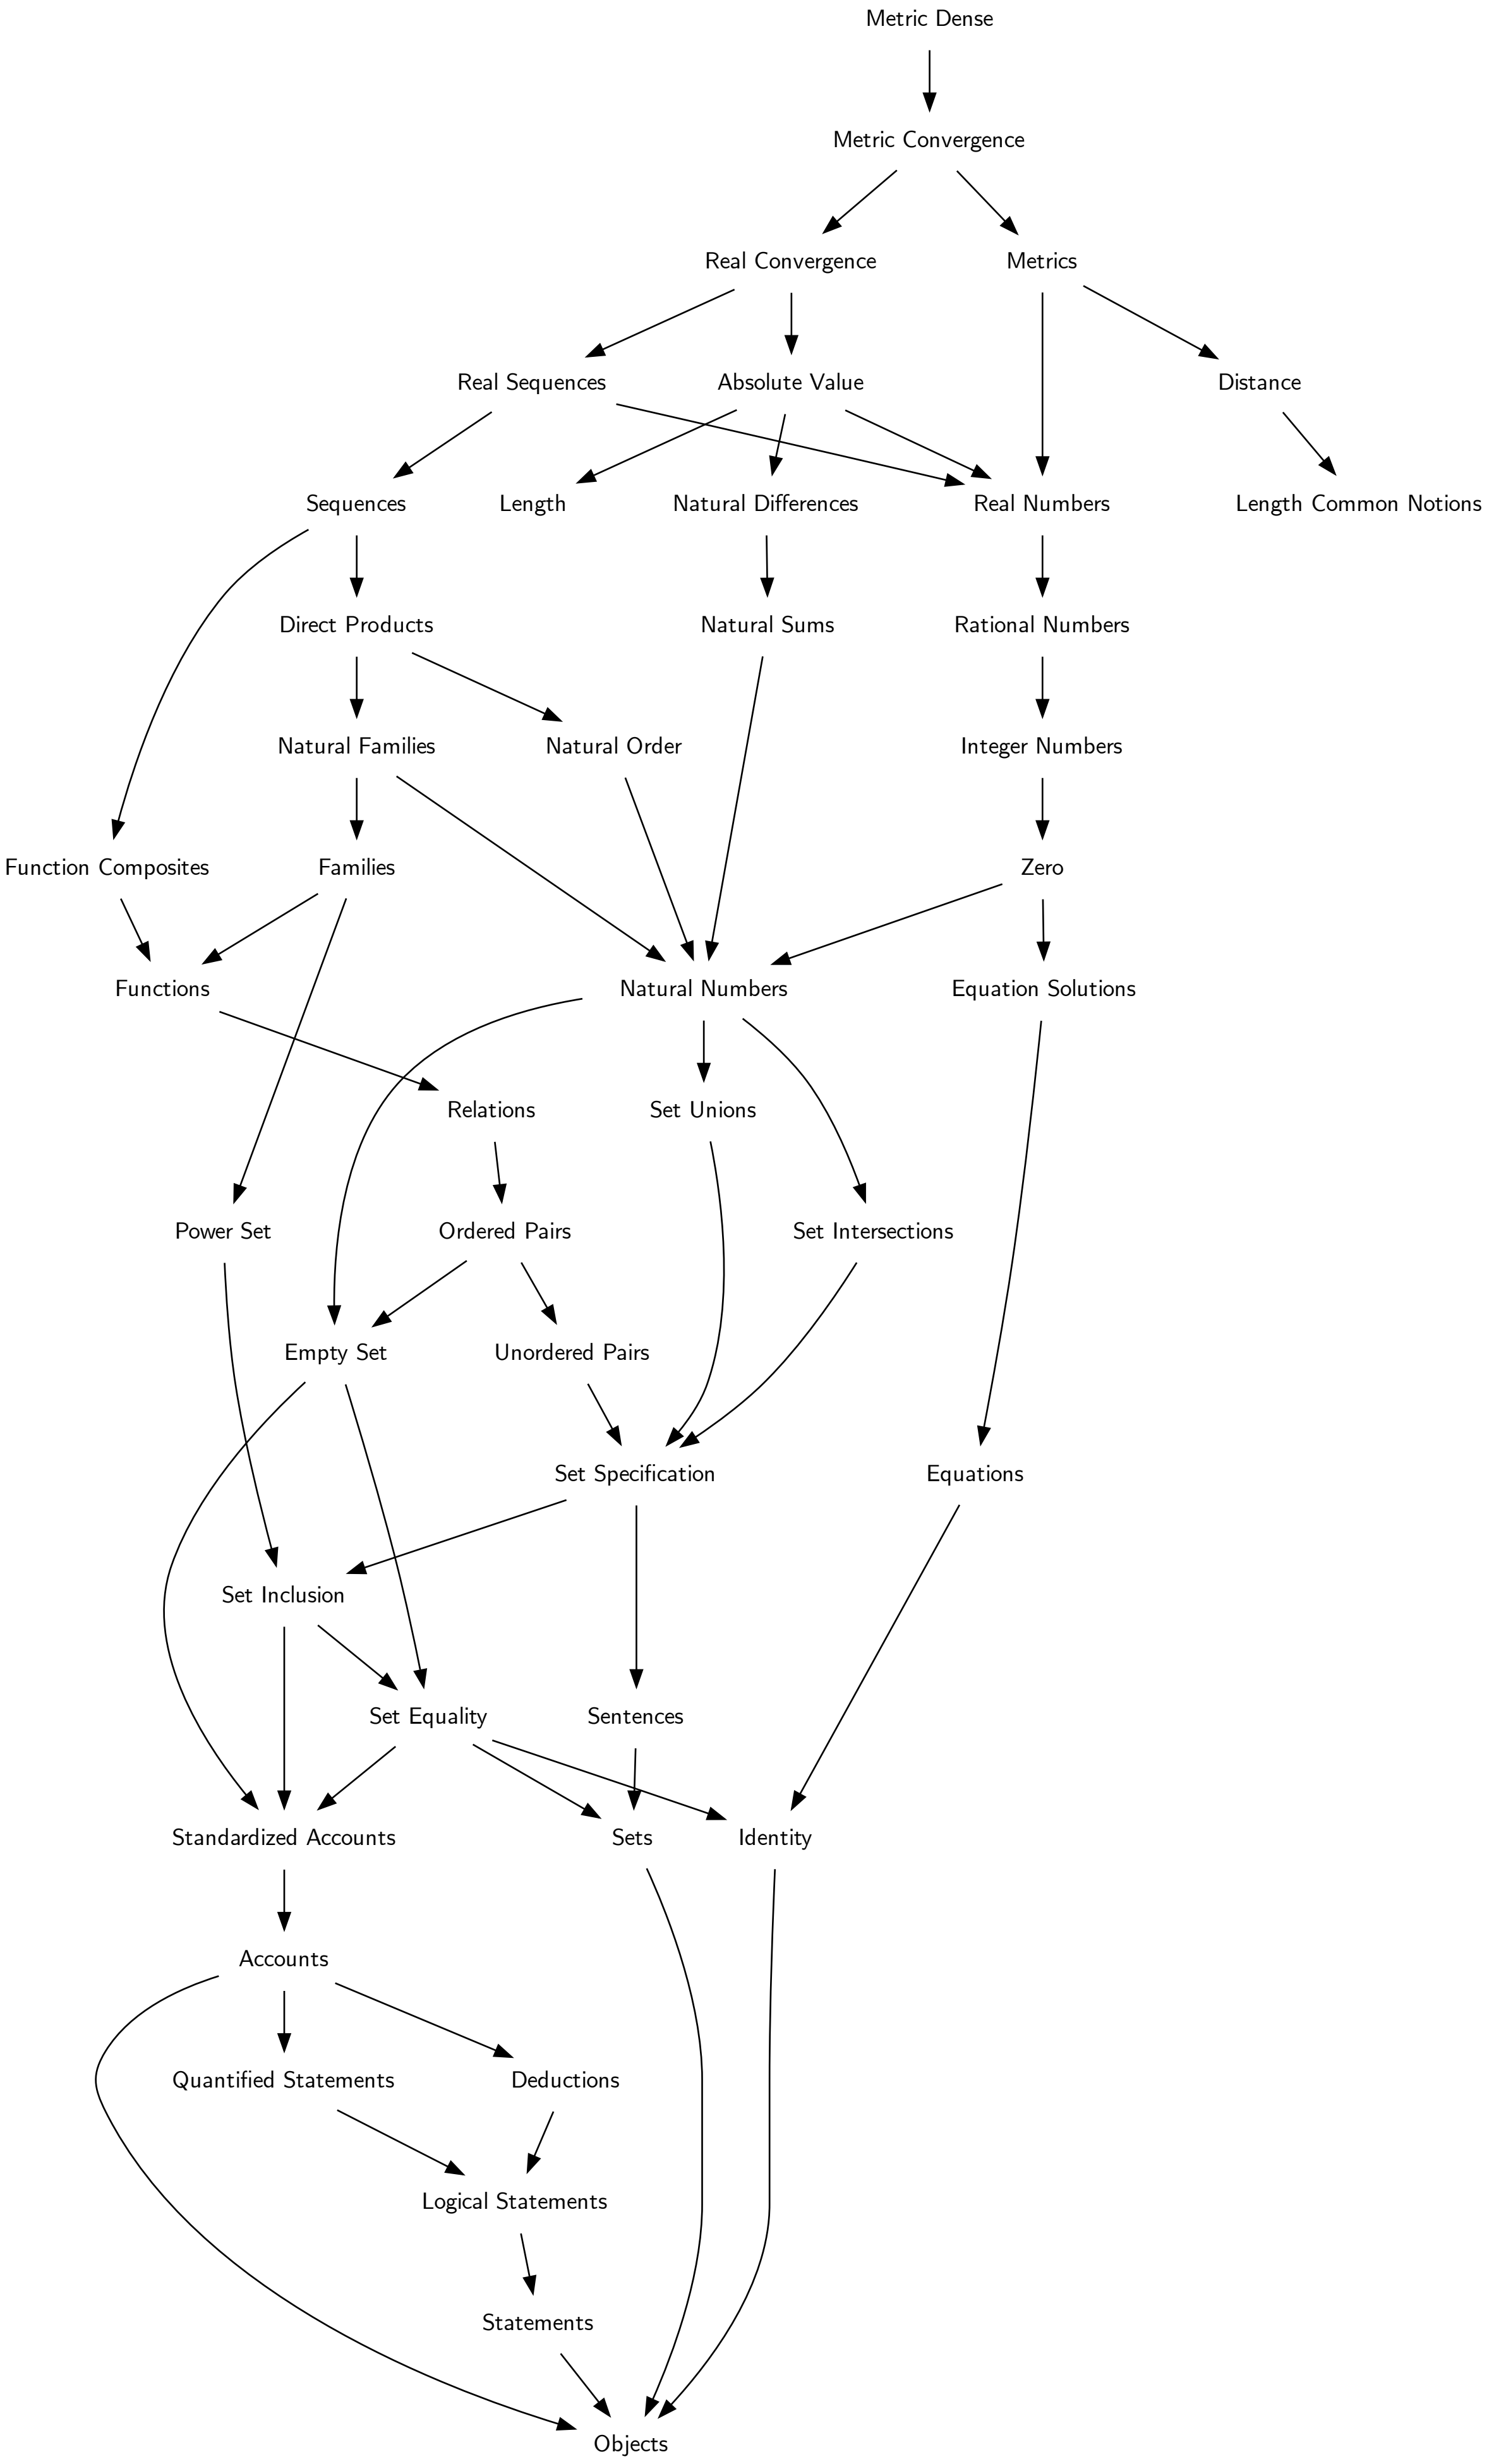 Metric Dense
Metric Convergence
Real Convergence
Metrics
Real Sequences
Absolute Value
Distance
Sequences
Length
Natural Differences
Real Numbers
Length Common Notions
Direct Products
Natural Sums
Rational Numbers
Natural Families
Natural Order
Integer Numbers
Function Composites
Families
Zero
Functions
Natural Numbers
Equation Solutions
Relations
Set Unions
Power Set
Ordered Pairs
Set Intersections
Empty Set
Unordered Pairs
Set Specification
Equations
Set Inclusion
Set Equality
Sentences
Standardized Accounts
Sets
Identity
Accounts
Quantified Statements
Deductions
Logical Statements
Statements
Objects